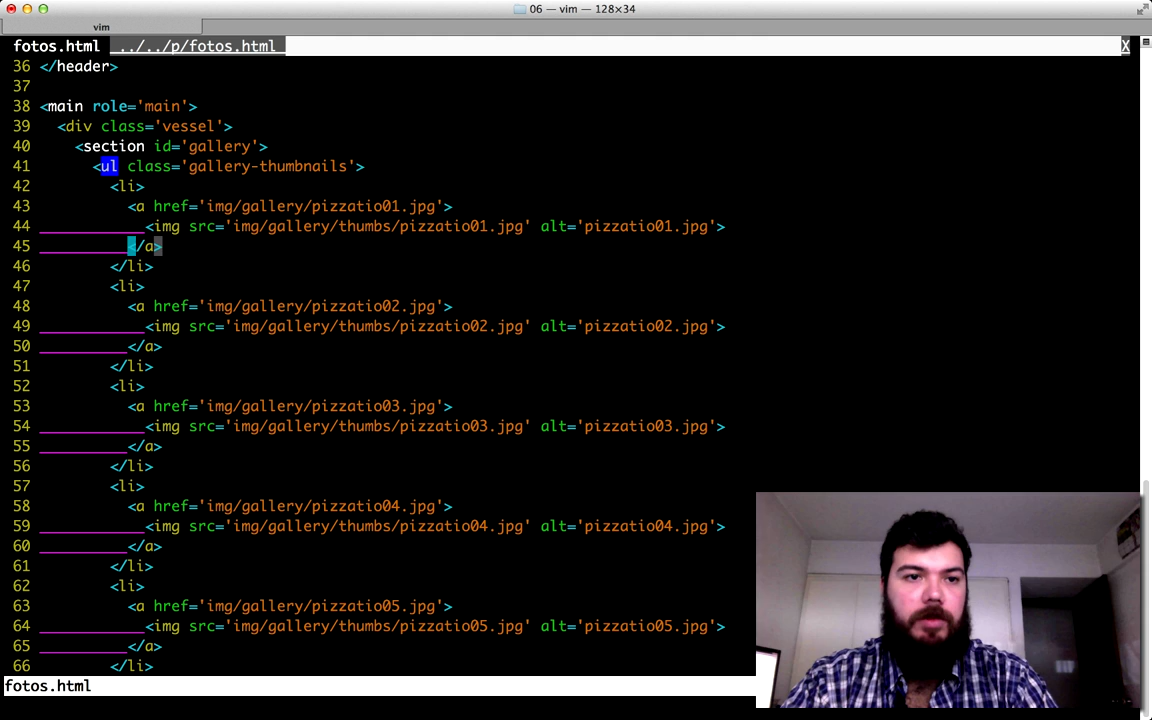 06 — vim — 128×34
vim
fotos.html ../../p/fotos.html X
36 </header>
37
38 <main role='main'>
39 <div class='vessel'>
40 <section id='gallery'>
41 <ul class='gallery-thumbnails'>
42 <li>
43 <a href='img/gallery/pizzatio01.jpg'>
44 <img src='img/gallery/thumbs/pizzatio01.jpg' alt='pizzatio01.jpg'>
45 </a>
46 </li>
47 <li>
48 <a href='img/gallery/pizzatio02.jpg'>
49 <img src='img/gallery/thumbs/pizzatio02.jpg' alt='pizzatio02.jpg'>
50 </a>
51 </li>
52 <li>
53 <a href='img/gallery/pizzatio03.jpg'>
54 <img src='img/gallery/thumbs/pizzatio03.jpg' alt='pizzatio03.jpg'>
55 </a>
56 </li>
57 <li>
58 <a href='img/gallery/pizzatio04.jpg'>
59 <img src='img/gallery/thumbs/pizzatio04.jpg' alt='pizzatio04.jpg'>
60 </a>
61 </li>
62 <li>
63 <a href='img/gallery/pizzatio05.jpg'>
64 <img src='img/gallery/thumbs/pizzatio05.jpg' alt='pizzatio05.jpg'>
65 </a>
66 </li>
fotos.html